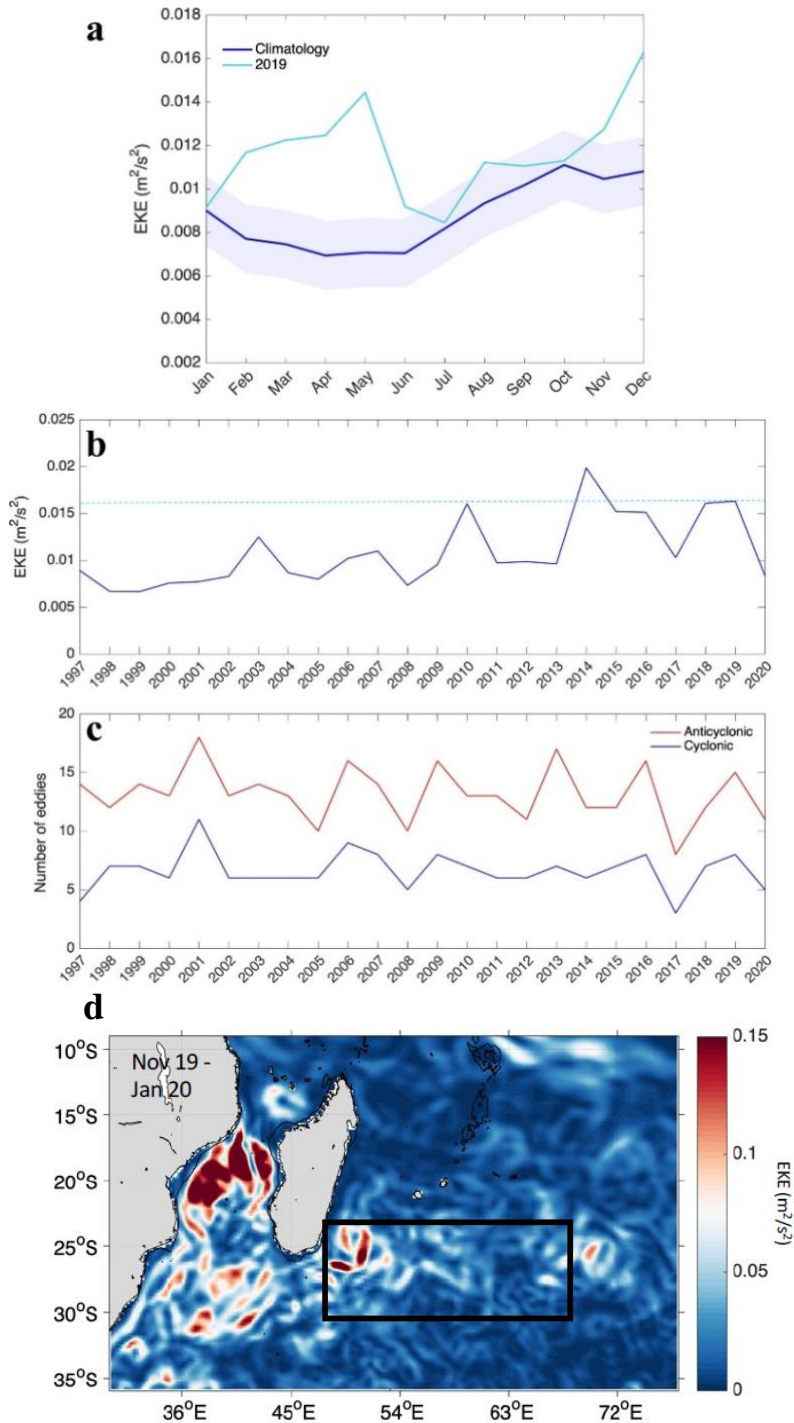 a
0.018
0.016
0.014
0.012
0.01
0.008
0.006
0.004
0.002
EKE (m²/s²)
Climatology
2019
Jan Feb Mar Apr May Jun Jul Aug Sep Oct Nov Dec
b
0.025
0.02
0.015
0.01
0.005
0
EKE (m²/s²)
1997 1998 1999 2000 2001 2002 2003 2004 2005 2006 2007 2008 2009 2010 2011 2012 2013 2014 2015 2016 2017 2018 2019 2020
c
20
15
10
5
0
Number of eddies
Anticyclonic
Cyclonic
1997 1998 1999 2000 2001 2002 2003 2004 2005 2006 2007 2008 2009 2010 2011 2012 2013 2014 2015 2016 2017 2018 2019 2020
d
Nov 19 -
Jan 20
10°S
15°S
20°S
25°S
30°S
35°S
36°E 45°E 54°E 63°E 72°E
0.15
0.1
0.05
0
EKE (m²/s²)